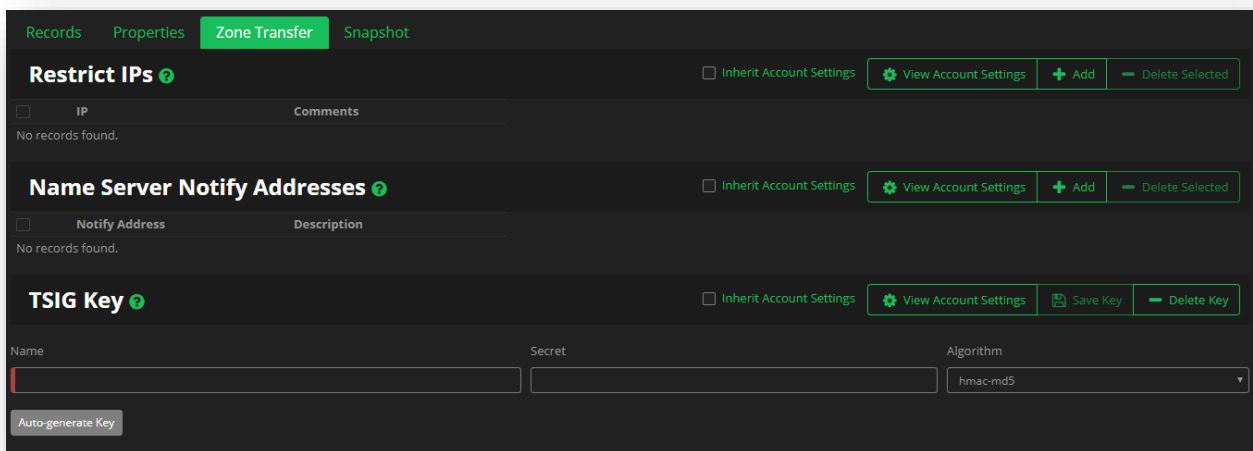 Records Properties Zone Transfer Snapshot
Restrict IPs ? Inherit Account Settings View Account Settings + Add − Delete Selected
IP Comments
No records found.
Name Server Notify Addresses ? Inherit Account Settings View Account Settings + Add − Delete Selected
Notify Address Description
No records found.
TSIG Key ? Inherit Account Settings View Account Settings Save Key − Delete Key
Name Secret Algorithm
hmac-md5
Auto-generate Key